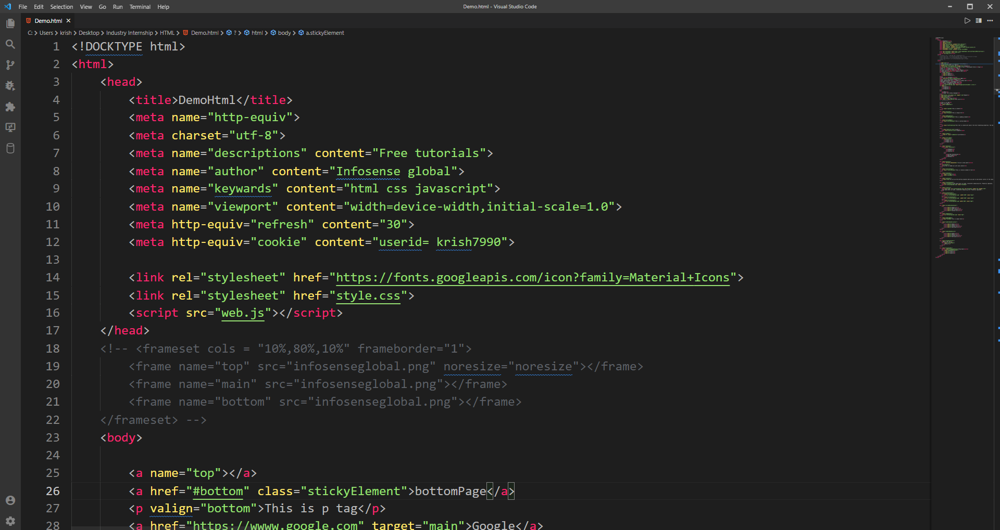 File Edit Selection View Go Run Terminal Help
Demo.html - Visual Studio Code
Demo.html
C: > Users > krish > Desktop > Industry Internship > HTML > Demo.html > ? > html > body > a.stickyElement
1 <!DOCKTYPE html>
2 <html>
3 <head>
4 <title>DemoHtml</title>
5 <meta name="http-equiv">
6 <meta charset="utf-8">
7 <meta name="descriptions" content="Free tutorials">
8 <meta name="author" content="Infosense global">
9 <meta name="keywards" content="html css javascript">
10 <meta name="viewport" content="width=device-width,initial-scale=1.0">
11 <meta http-equiv="refresh" content="30">
12 <meta http-equiv="cookie" content="userid= krish7990">
13
14 <link rel="stylesheet" href="https://fonts.googleapis.com/icon?family=Material+Icons">
15 <link rel="stylesheet" href="style.css">
16 <script src="web.js"></script>
17 </head>
18 <!-- <frameset cols = "10%,80%,10%" frameborder="1">
19 <frame name="top" src="infosenseglobal.png" noresize="noresize"></frame>
20 <frame name="main" src="infosenseglobal.png"></frame>
21 <frame name="bottom" src="infosenseglobal.png"></frame>
22 </frameset> -->
23 <body>
24
25 <a name="top"></a>
26 <a href="#bottom" class="stickyElement">bottomPage</a>
27 <p valign="bottom">This is p tag</p>
28 <a href="https://wwww.google.com" target="main">Google</a>